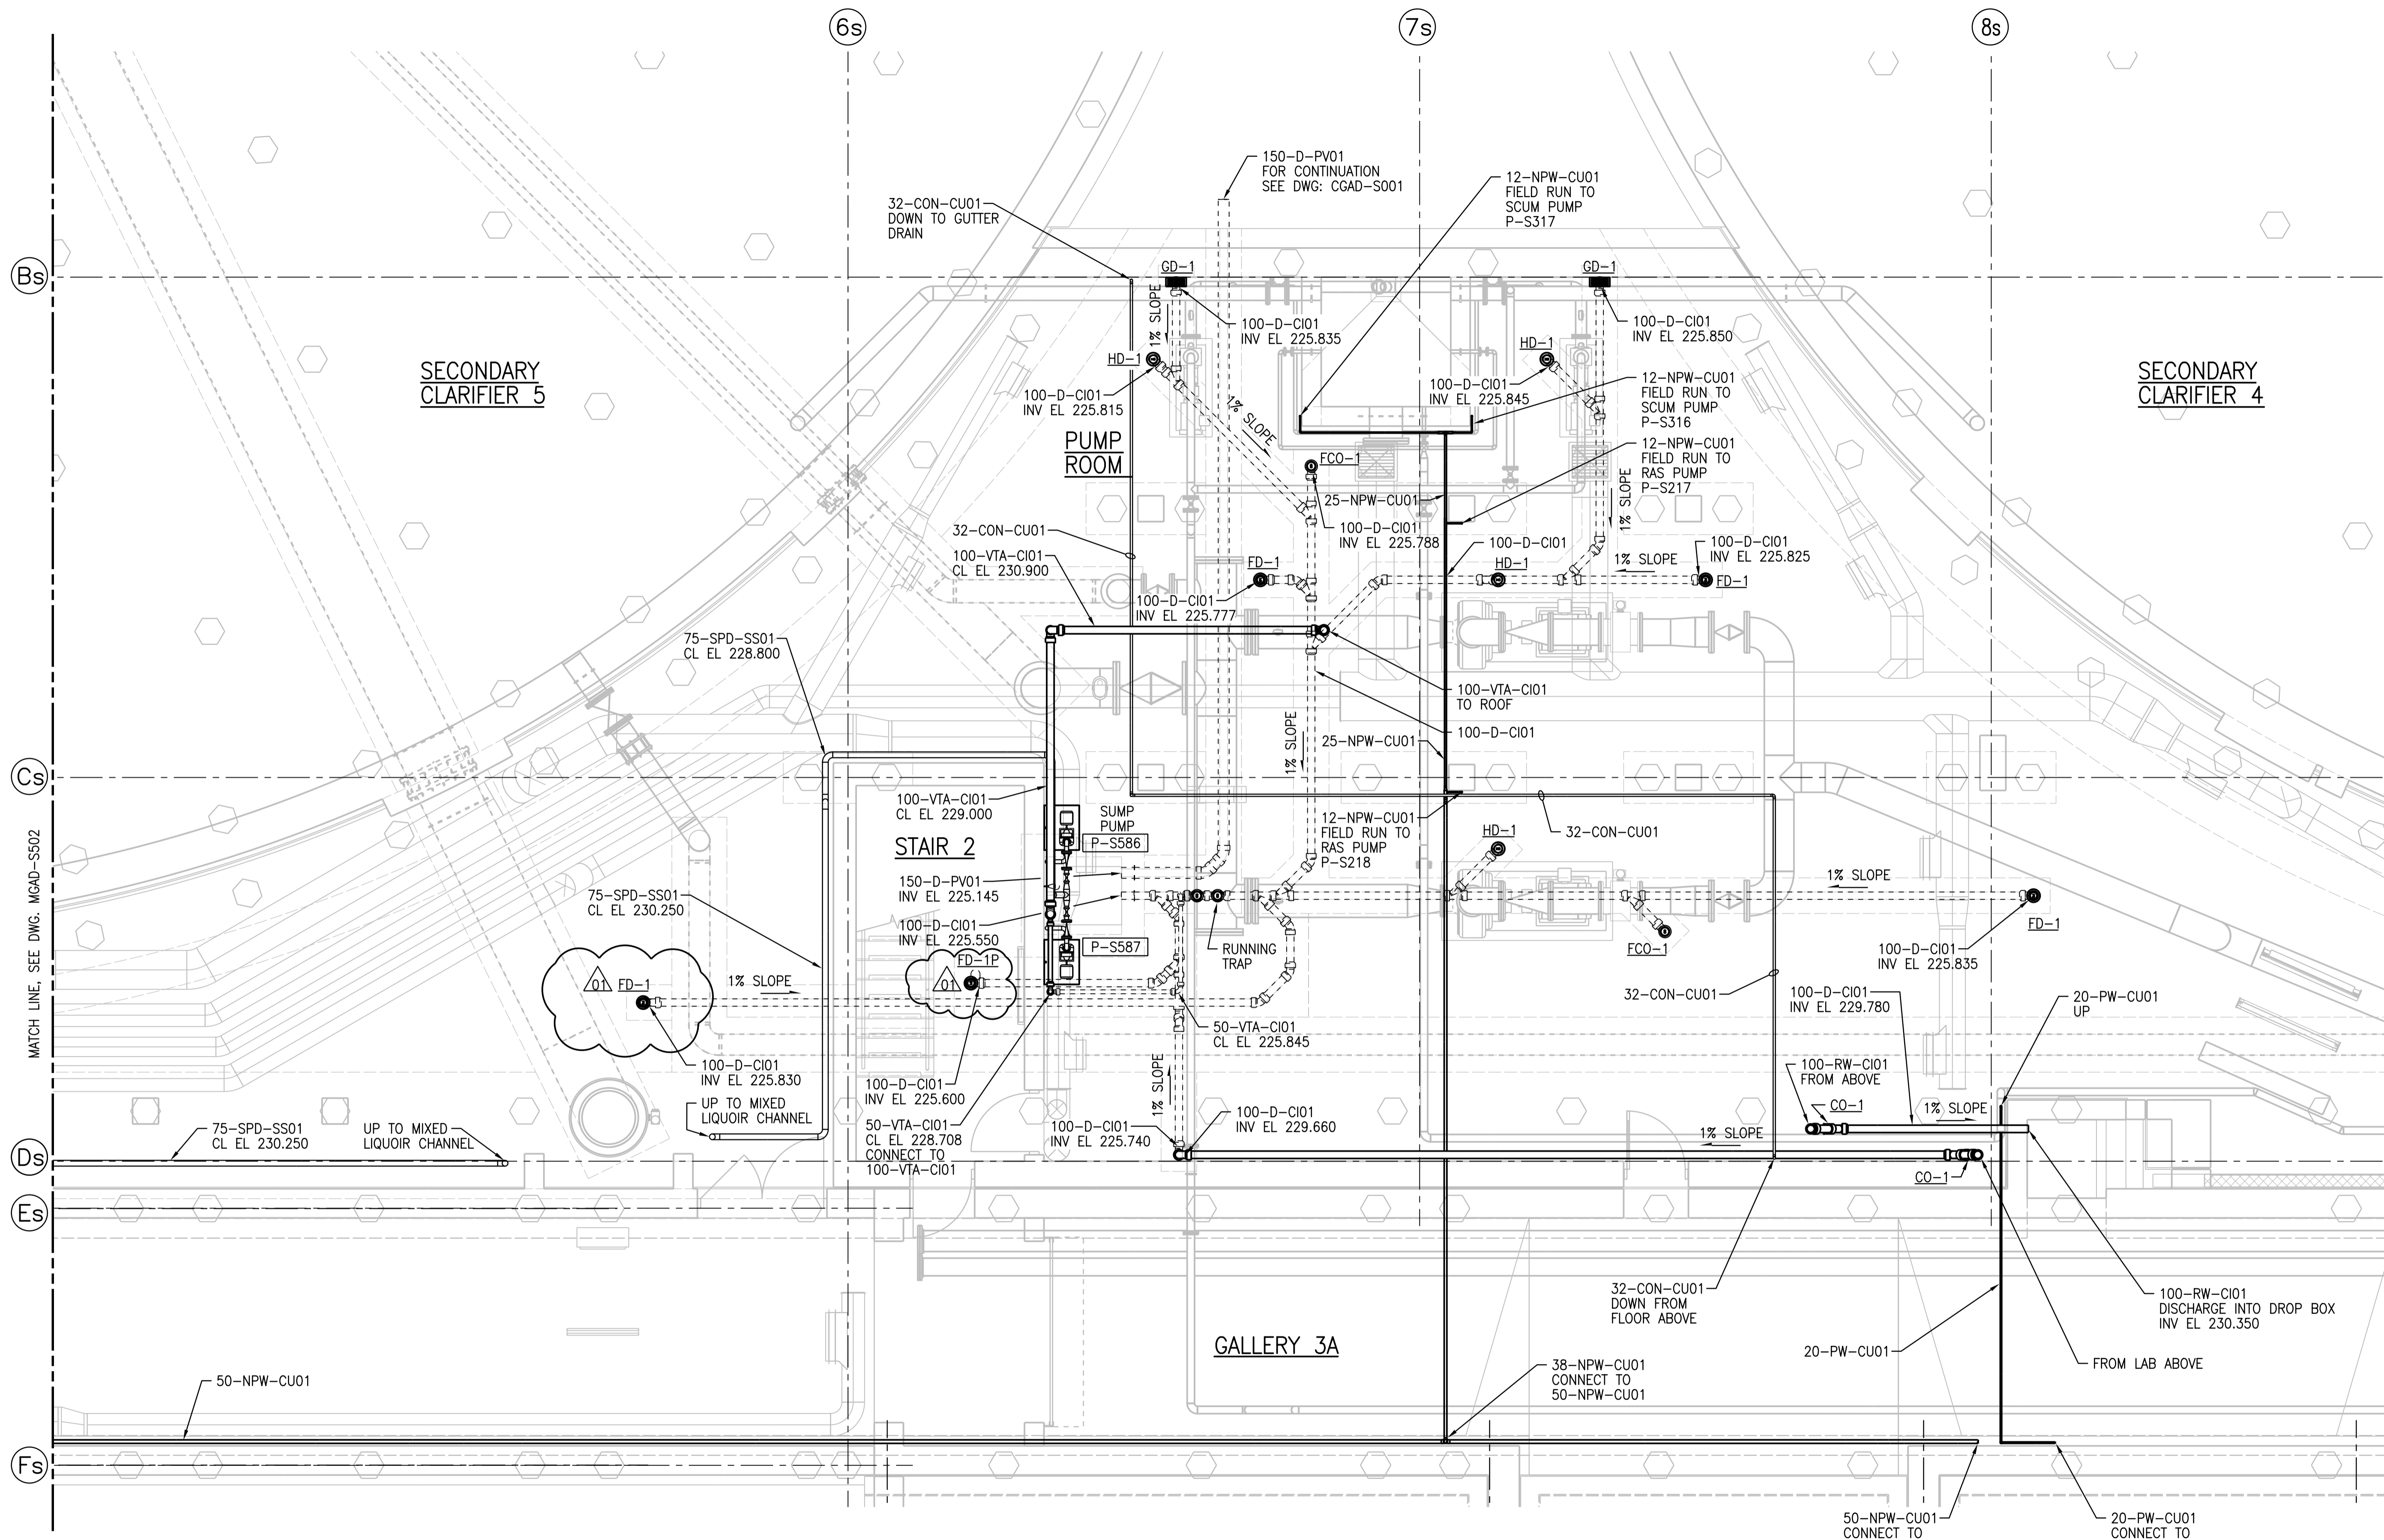 6s
7s
8s
Bs
Cs
Ds
Es
Fs
MATCH LINE, SEE DWG. MGAD-S502
150-D-PV01
FOR CONTINUATION
SEE DWG: CGAD-S001
12-NPW-CU01
FIELD RUN TO
SCUM PUMP
P-S317
32-CON-CU01
DOWN TO GUTTER
DRAIN
GD-1
GD-1
1% SLOPE
100-D-CI01
INV EL 225.835
100-D-CI01
INV EL 225.850
HD-1
HD-1
SECONDARY
CLARIFIER 5
SECONDARY
CLARIFIER 4
100-D-CI01
INV EL 225.815
100-D-CI01
INV EL 225.845
12-NPW-CU01
FIELD RUN TO
SCUM PUMP
P-S316
1% SLOPE
PUMP
ROOM
12-NPW-CU01
FIELD RUN TO
RAS PUMP
P-S217
FCO-1
25-NPW-CU01
1% SLOPE
32-CON-CU01
100-D-CI01
INV EL 225.788
100-D-CI01
100-D-CI01
INV EL 225.825
100-VTA-CI01
CL EL 230.900
FD-1
HD-1
1% SLOPE
FD-1
100-D-CI01
INV EL 225.777
75-SPD-SS01
CL EL 228.800
100-VTA-CI01
TO ROOF
100-D-CI01
1% SLOPE
25-NPW-CU01
100-VTA-CI01
CL EL 229.000
SUMP
PUMP
P-S586
12-NPW-CU01
FIELD RUN TO
RAS PUMP
P-S218
HD-1
32-CON-CU01
STAIR 2
150-D-PV01
INV EL 225.145
1% SLOPE
75-SPD-SS01
CL EL 230.250
100-D-CI01
INV EL 225.550
P-S587
RUNNING
TRAP
FCO-1
100-D-CI01
INV EL 225.835
FD-1
01
FD-1
1% SLOPE
01
FD-1P
32-CON-CU01
100-D-CI01
INV EL 229.780
20-PW-CU01
UP
50-VTA-CI01
CL EL 225.845
100-D-CI01
INV EL 225.830
100-D-CI01
INV EL 225.600
1% SLOPE
100-RW-CI01
FROM ABOVE
CO-1
1% SLOPE
UP TO MIXED
LIQUOIR CHANNEL
75-SPD-SS01
CL EL 230.250
UP TO MIXED
LIQUOIR CHANNEL
50-VTA-CI01
CL EL 228.708
CONNECT TO
100-VTA-CI01
100-D-CI01
INV EL 225.740
100-D-CI01
INV EL 229.660
1% SLOPE
CO-1
32-CON-CU01
DOWN FROM
FLOOR ABOVE
100-RW-CI01
DISCHARGE INTO DROP BOX
INV EL 230.350
GALLERY 3A
20-PW-CU01
FROM LAB ABOVE
50-NPW-CU01
38-NPW-CU01
CONNECT TO
50-NPW-CU01
50-NPW-CU01
CONNECT TO
20-PW-CU01
CONNECT TO